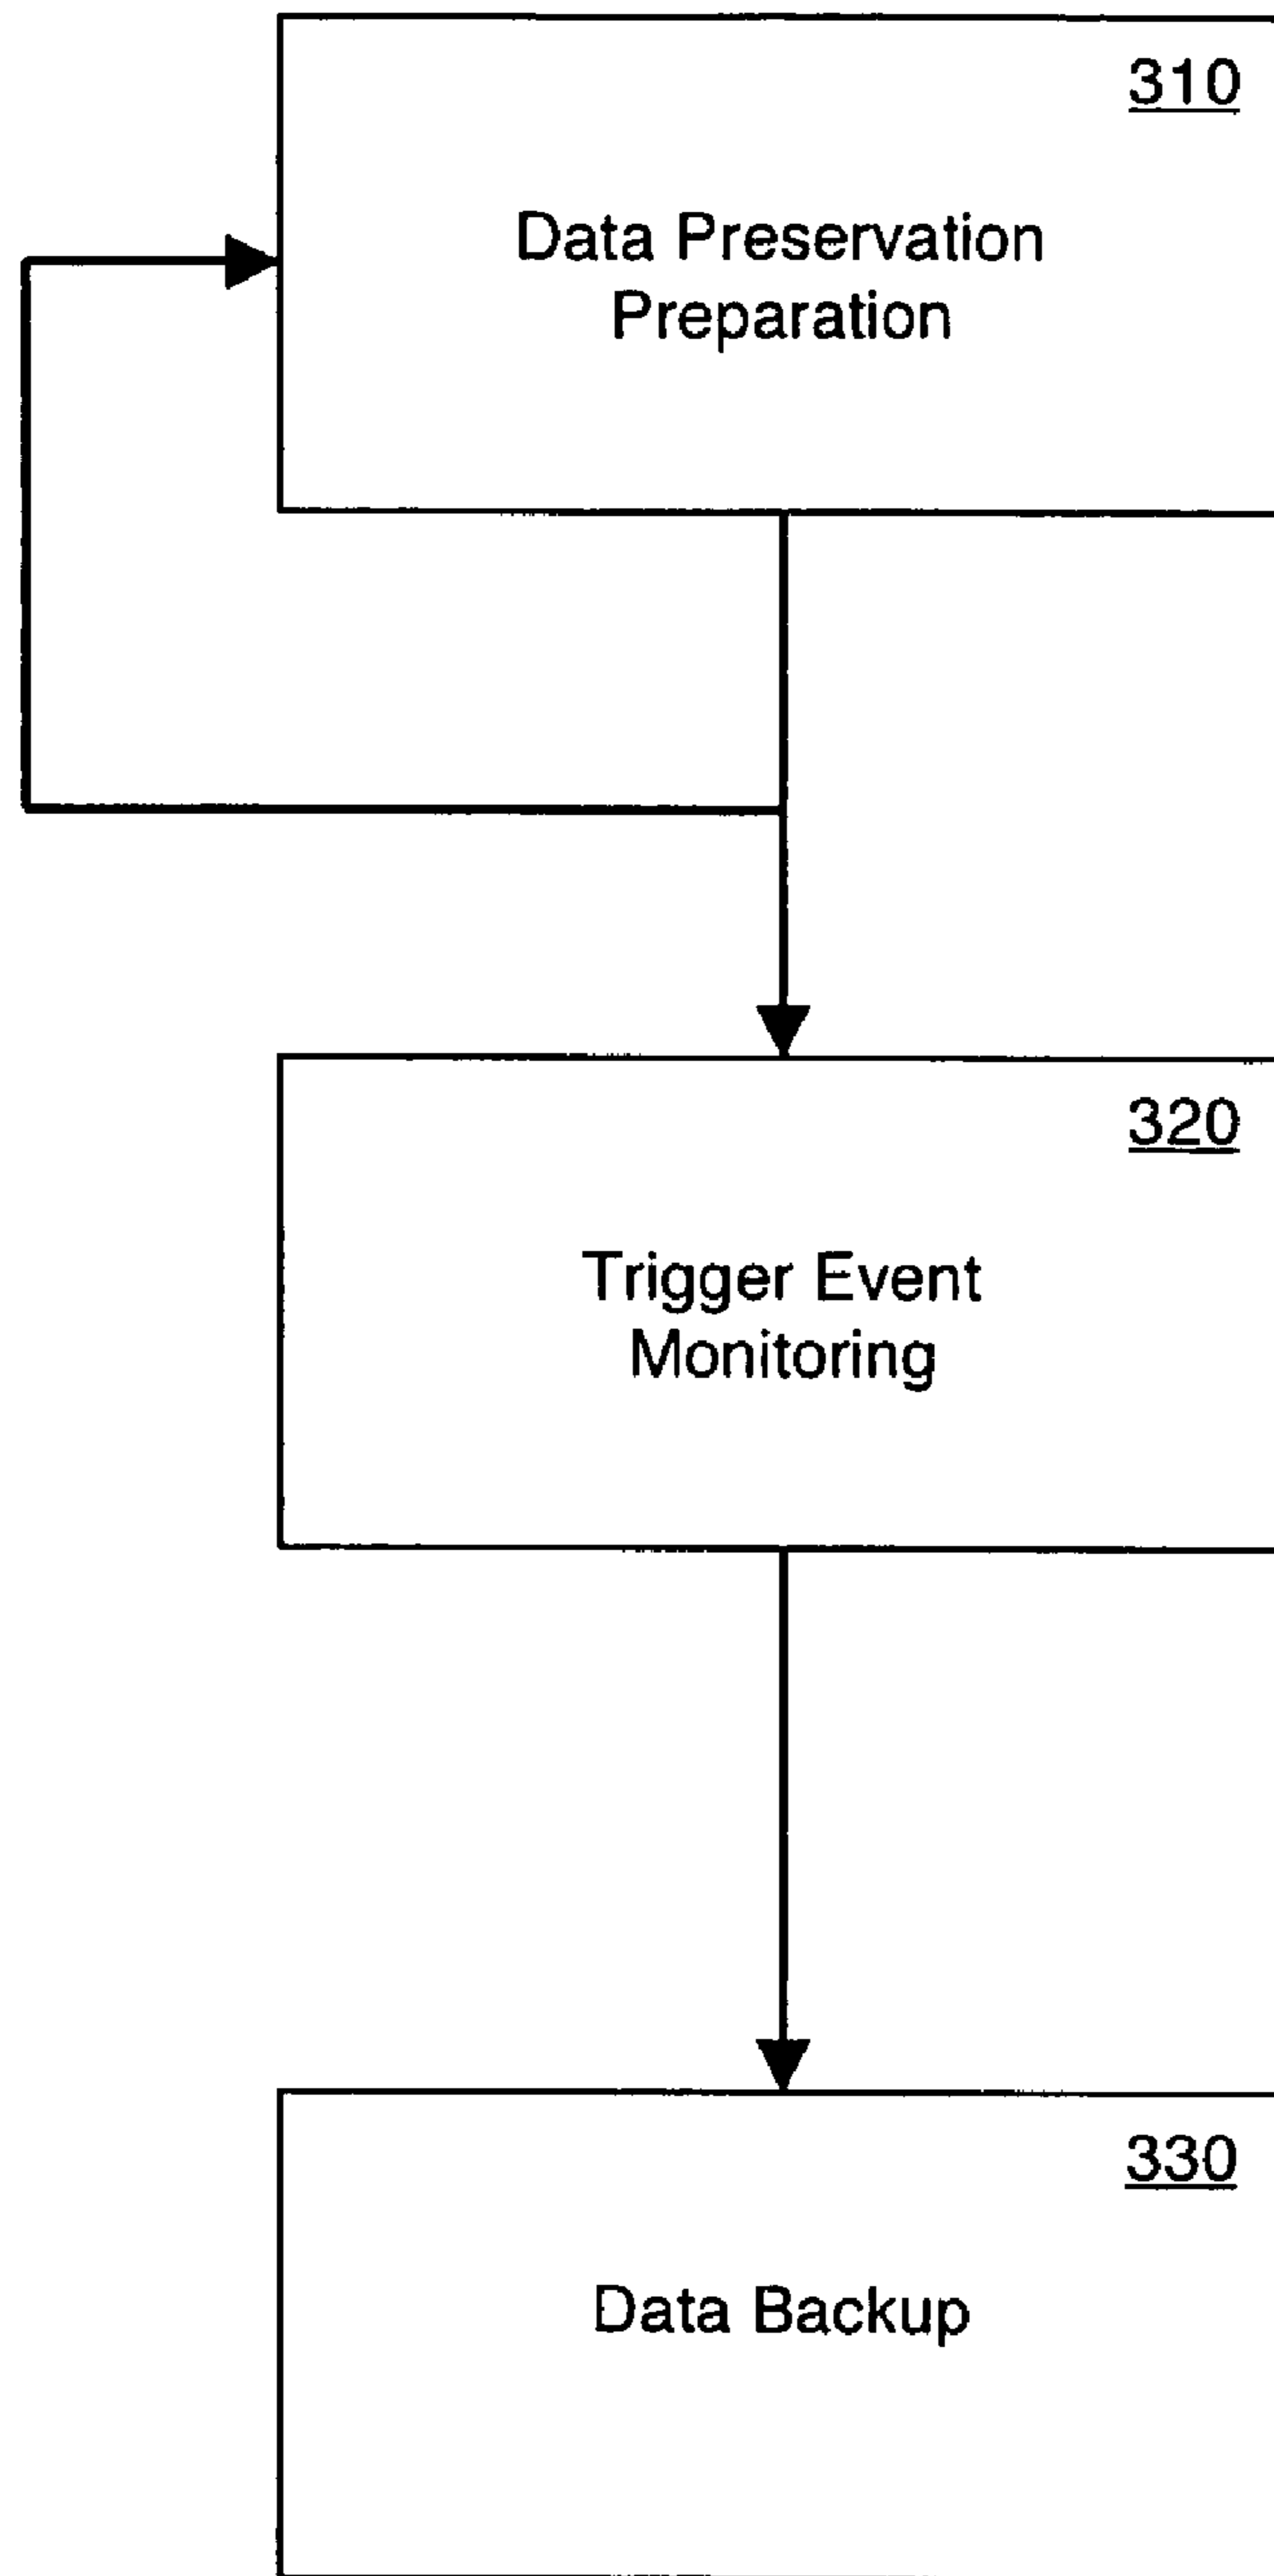 310
Data Preservation
Preparation
320
Trigger Event
Monitoring
330
Data Backup